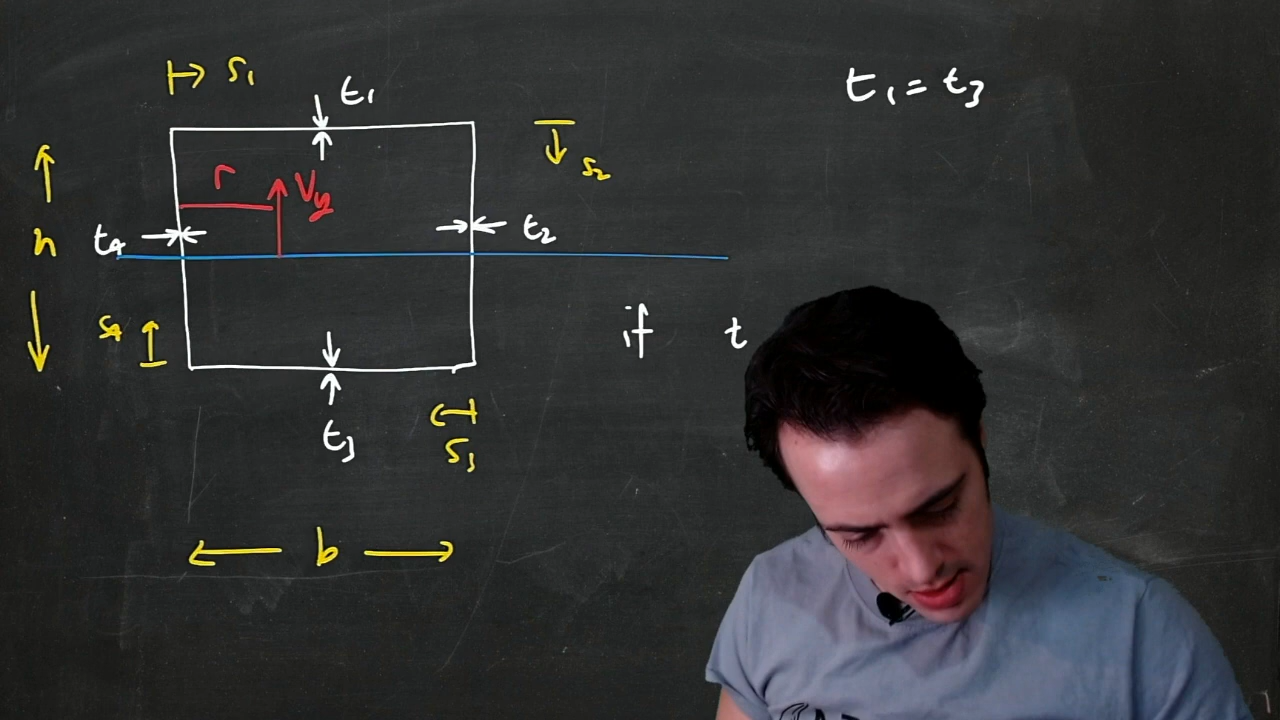 s₁
t₁
t₁ = t₃
s₂
r
V_y
h
t₄
t₂
s₄
if t
t₃
s₃
b